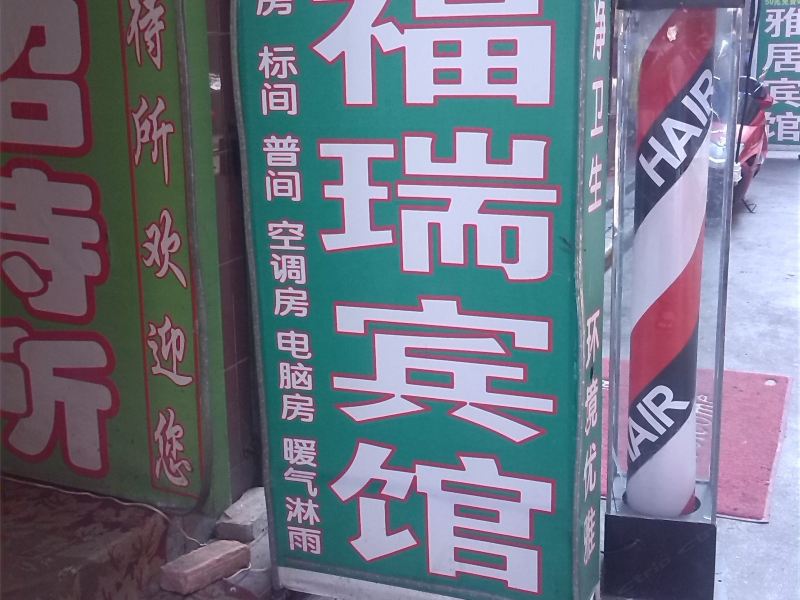 招待所
待所欢迎您
房 标间 普间 空调房 电脑房 暖气淋雨
福瑞宾馆
净卫生 环境优雅
HAIR
HAIR
雅居宾馆